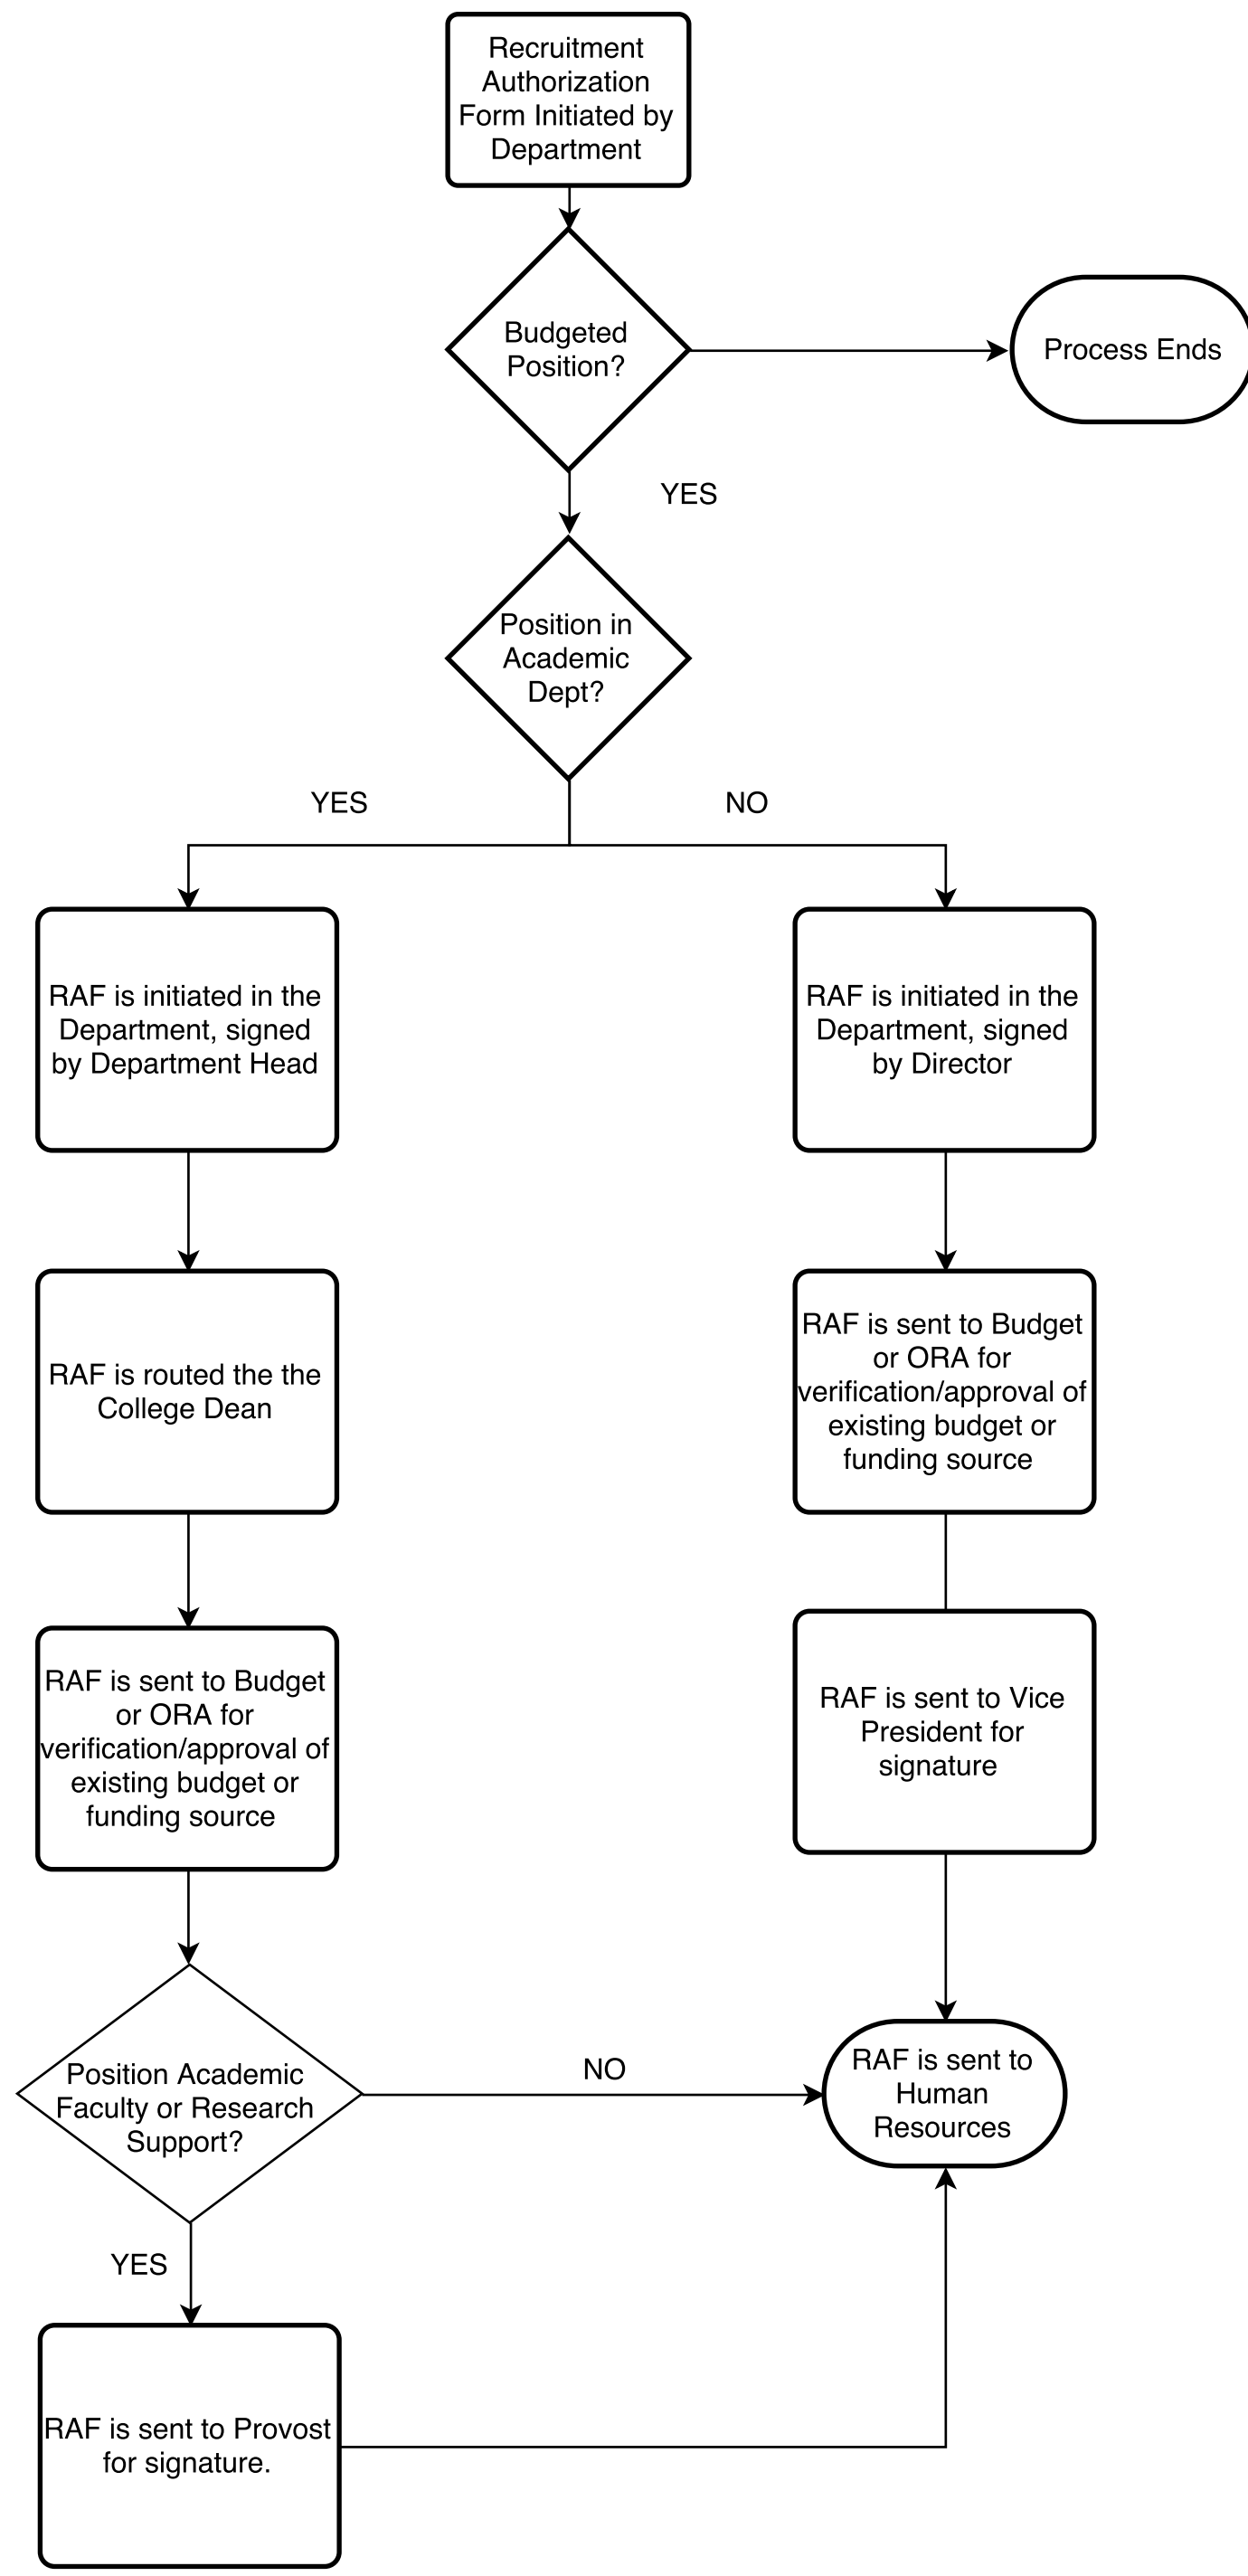 Recruitment
Authorization
Form Initiated by
Department
Budgeted
Position?
Process Ends
YES
Position in
Academic
Dept?
YES
NO
RAF is initiated in the
Department, signed
by Department Head
RAF is initiated in the
Department, signed
by Director
RAF is routed the the
College Dean
RAF is sent to Budget
or ORA for
verification/approval of
existing budget or
funding source
RAF is sent to Budget
or ORA for
verification/approval of
existing budget or
funding source
RAF is sent to Vice
President for
signature
Position Academic
Faculty or Research
Support?
NO
RAF is sent to
Human
Resources
YES
RAF is sent to Provost
for signature.